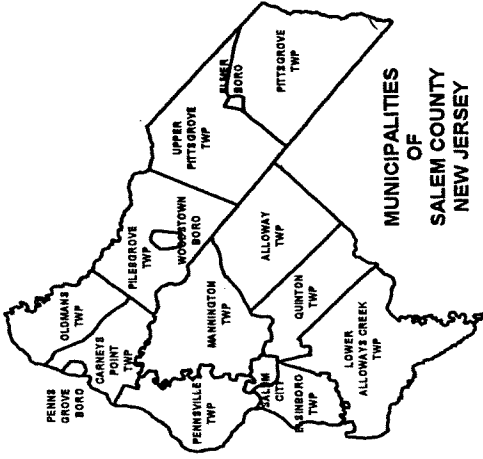 PENNS
GROVE
BORO
OLDMANS
TWP
CARNEYS
POINT
TWP
PILESGROVE
TWP
WOODSTOWN
BORO
UPPER
PITTSGROVE
TWP
ELMER
BORO
PITTSGROVE
TWP
PENNSVILLE
TWP
MANNINGTON
TWP
ALLOWAY
TWP
SALEM
CITY
QUINTON
TWP
ELSINBORO
TWP
LOWER
ALLOWAYS CREEK
TWP
MUNICIPALITIES
OF
SALEM COUNTY
NEW JERSEY